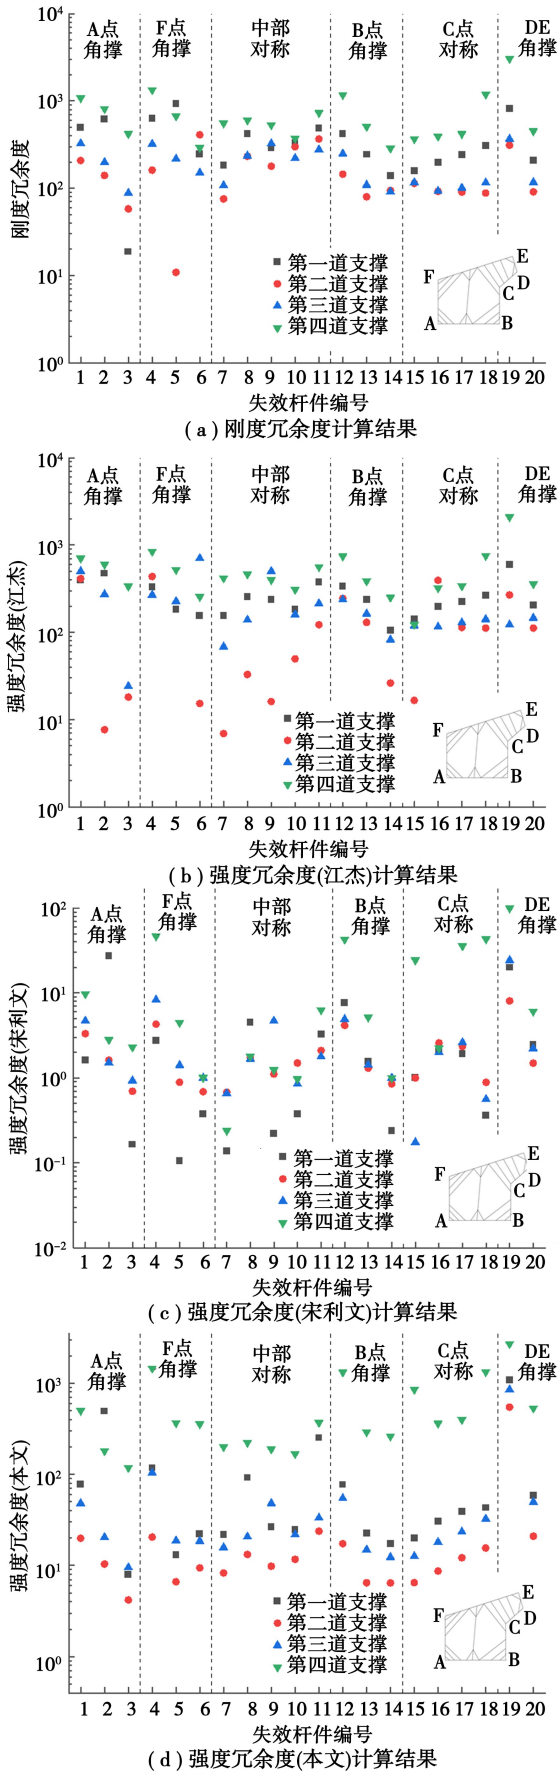 A点 F点 中部 B点 C点 DE
角撑 角撑 对称 角撑 对称 角撑
10⁴
10³
10²
10¹
10⁰
刚度冗余度
第一道支撑
第二道支撑
第三道支撑
第四道支撑
E
F
D
C
A
B
1 2 3 4 5 6 7 8 9 10 11 12 13 14 15 16 17 18 19 20
失效杆件编号
(a)刚度冗余度计算结果
A点 F点 中部 B点 C点 DE
角撑 角撑 对称 角撑 对称 角撑
10⁴
10³
10²
10¹
10⁰
强度冗余度(江杰)
第一道支撑
第二道支撑
第三道支撑
第四道支撑
E
F
D
C
A
B
1 2 3 4 5 6 7 8 9 10 11 12 13 14 15 16 17 18 19 20
失效杆件编号
(b)强度冗余度(江杰)计算结果
A点 F点 中部 B点 C点 DE
角撑 角撑 对称 角撑 对称 角撑
10²
10¹
10⁰
10⁻¹
10⁻²
强度冗余度(宋利文)
第一道支撑
第二道支撑
第三道支撑
第四道支撑
E
F
D
C
A
B
1 2 3 4 5 6 7 8 9 10 11 12 13 14 15 16 17 18 19 20
失效杆件编号
(c)强度冗余度(宋利文)计算结果
A点 F点 中部 B点 C点 DE
角撑 角撑 对称 角撑 对称 角撑
10³
10²
10¹
10⁰
强度冗余度(本文)
第一道支撑
第二道支撑
第三道支撑
第四道支撑
E
F
D
C
A
B
1 2 3 4 5 6 7 8 9 10 11 12 13 14 15 16 17 18 19 20
失效杆件编号
(d)强度冗余度(本文)计算结果